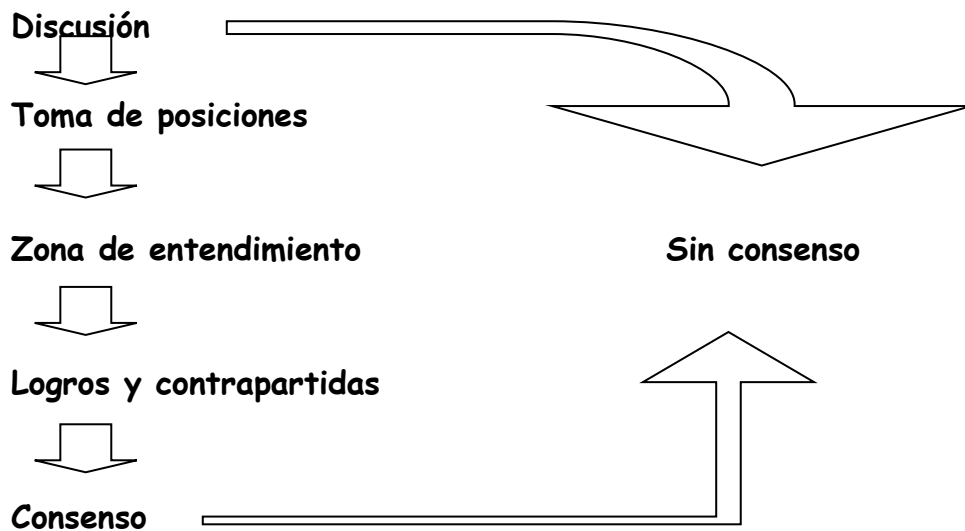 Discusión
Toma de posiciones
Zona de entendimiento
Sin consenso
Logros y contrapartidas
Consenso